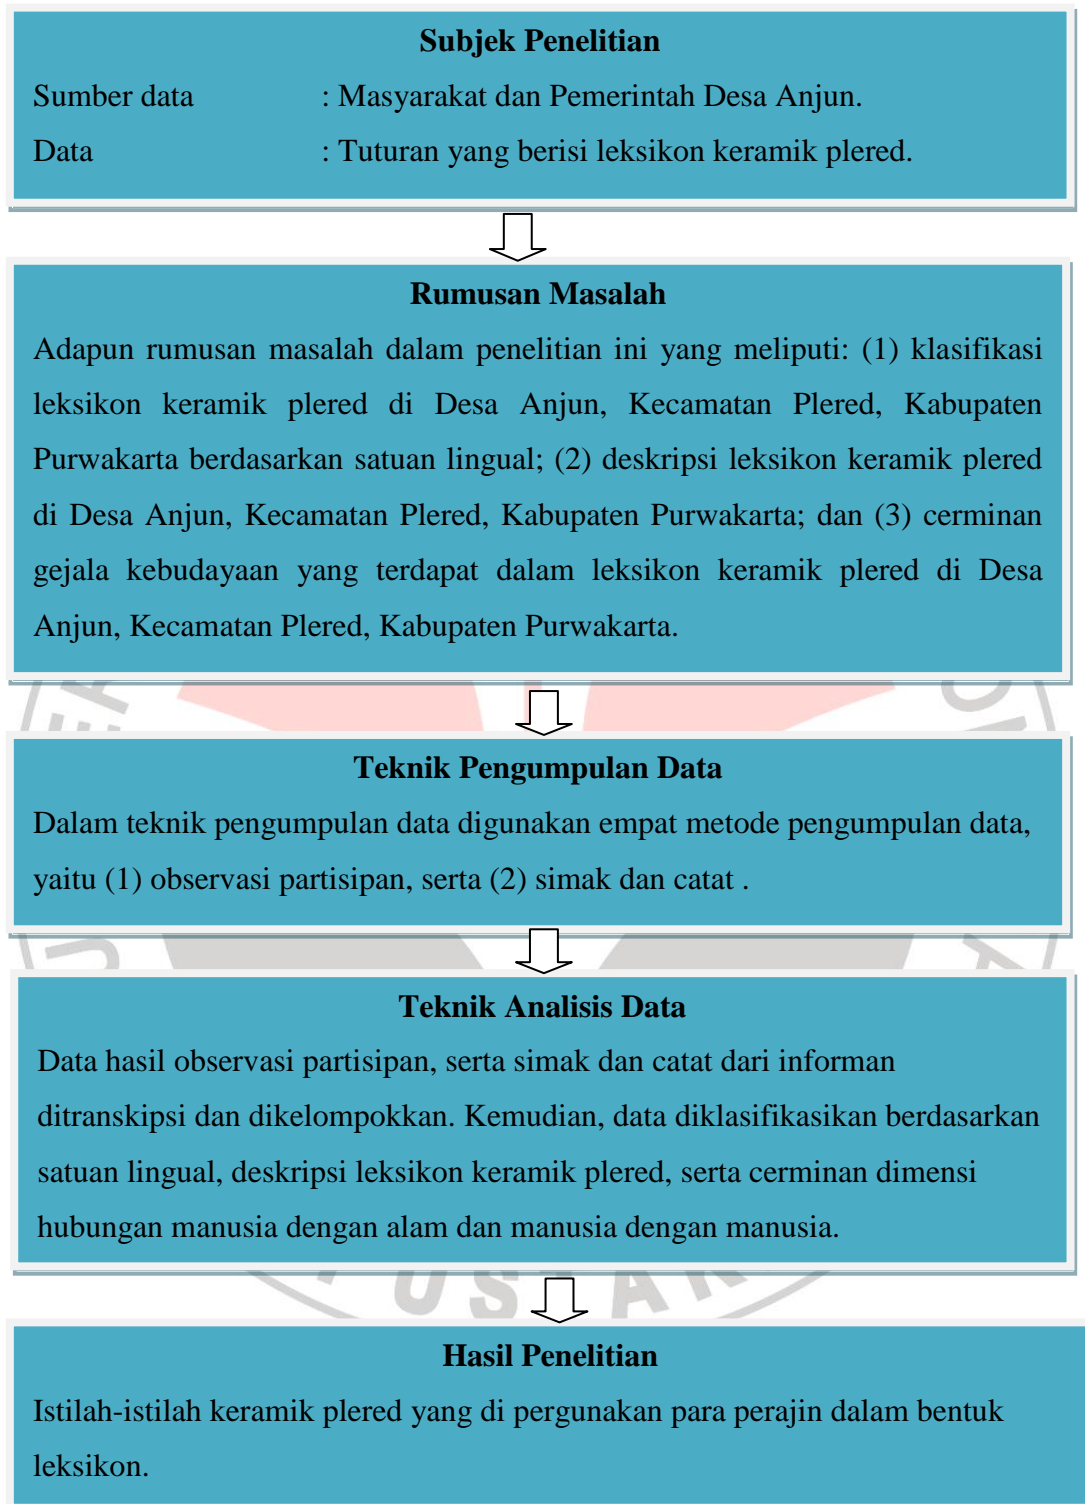 Subjek Penelitian
Sumber data : Masyarakat dan Pemerintah Desa Anjun.
Data : Tuturan yang berisi leksikon keramik plered.
Rumusan Masalah
Adapun rumusan masalah dalam penelitian ini yang meliputi: (1) klasifikasi
leksikon keramik plered di Desa Anjun, Kecamatan Plered, Kabupaten
Purwakarta berdasarkan satuan lingual; (2) deskripsi leksikon keramik plered
di Desa Anjun, Kecamatan Plered, Kabupaten Purwakarta; dan (3) cerminan
gejala kebudayaan yang terdapat dalam leksikon keramik plered di Desa
Anjun, Kecamatan Plered, Kabupaten Purwakarta.
Teknik Pengumpulan Data
Dalam teknik pengumpulan data digunakan empat metode pengumpulan data,
yaitu (1) observasi partisipan, serta (2) simak dan catat .
Teknik Analisis Data
Data hasil observasi partisipan, serta simak dan catat dari informan
ditranskipsi dan dikelompokkan. Kemudian, data diklasifikasikan berdasarkan
satuan lingual, deskripsi leksikon keramik plered, serta cerminan dimensi
hubungan manusia dengan alam dan manusia dengan manusia.
Hasil Penelitian
Istilah-istilah keramik plered yang di pergunakan para perajin dalam bentuk
leksikon.